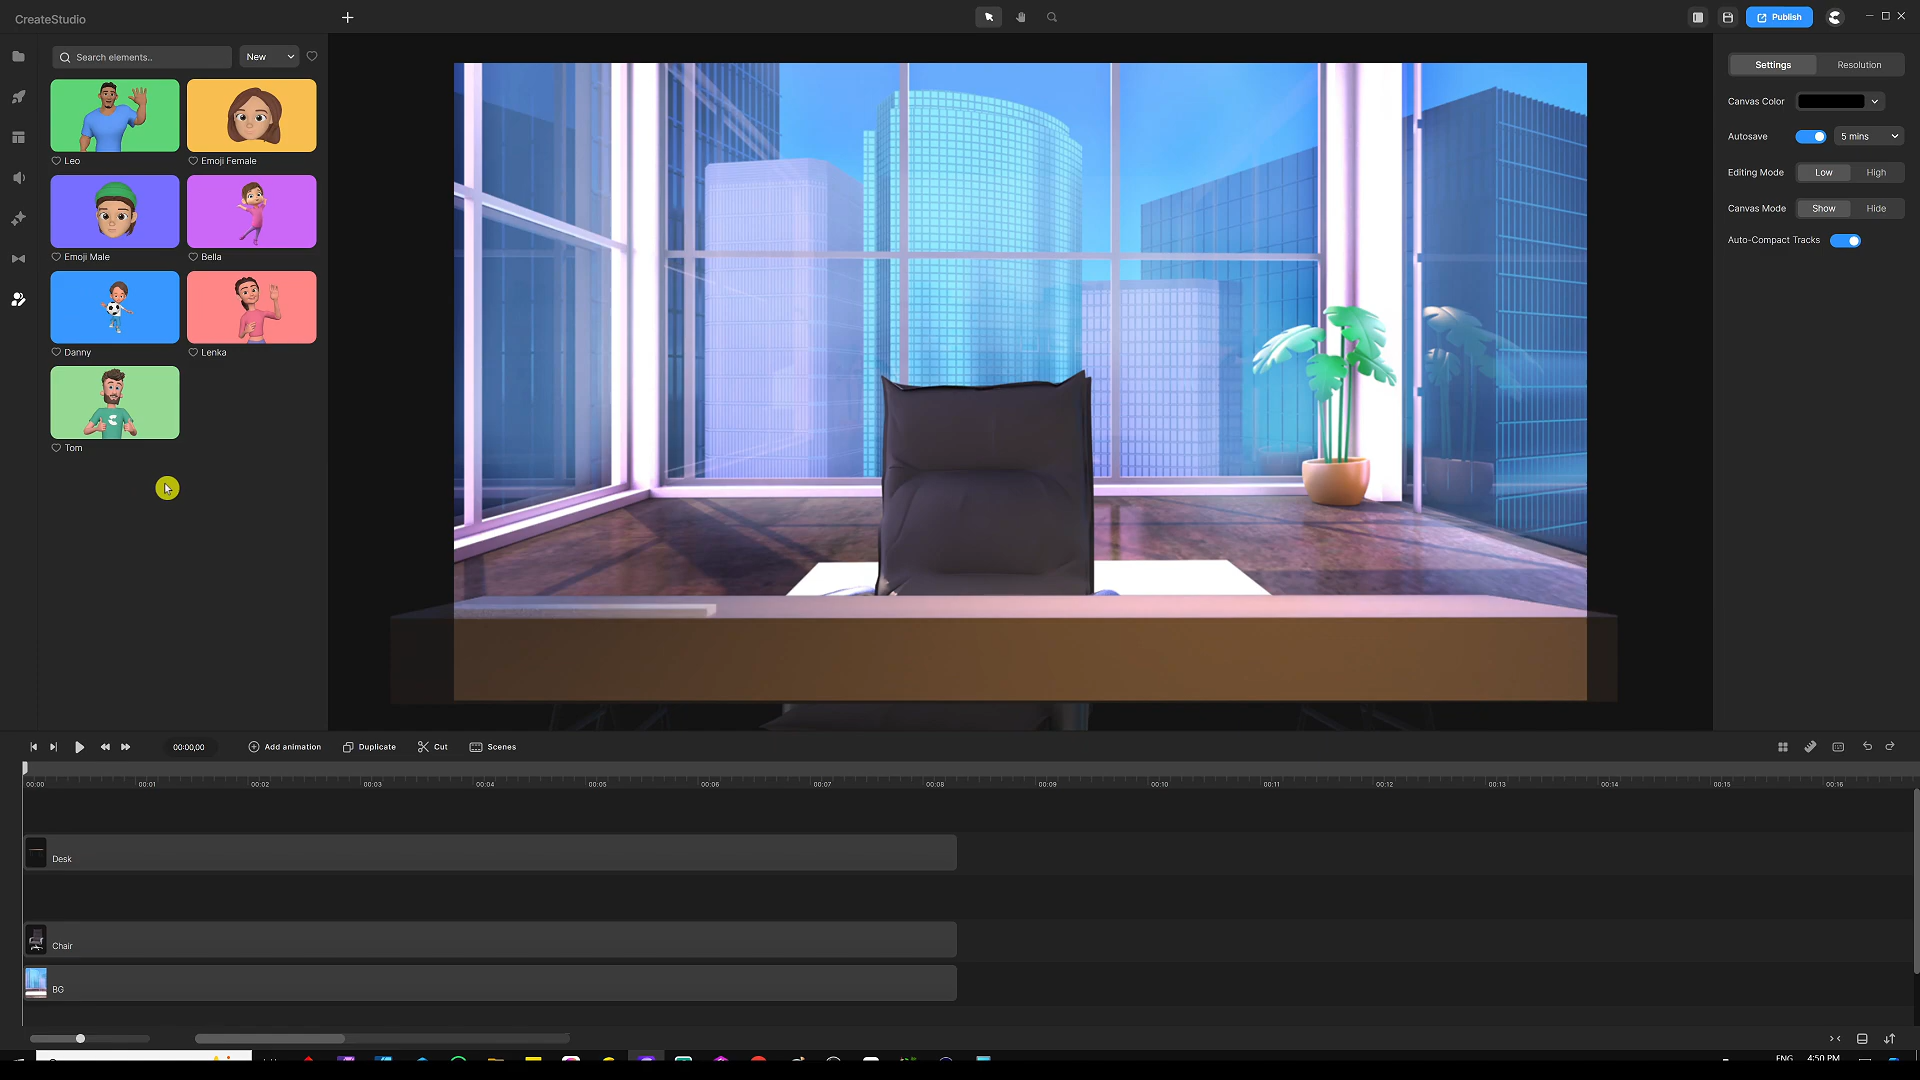 CreateStudio
Publish
Search elements..
New
Settings
Resolution
Canvas Color
Autosave
5 mins
Editing Mode
Low
High
Canvas Mode
Show
Hide
Auto-Compact Tracks
Leo
Emoji Female
Emoji Male
Bella
Danny
Lenka
Tom
00:00,00
Add animation
Duplicate
Cut
Scenes
00:00
00:01
00:02
00:03
00:04
00:05
00:06
00:07
00:08
00:09
00:10
00:11
00:12
00:13
00:14
00:15
00:16
Desk
Chair
BG
ENG
4:50 PM